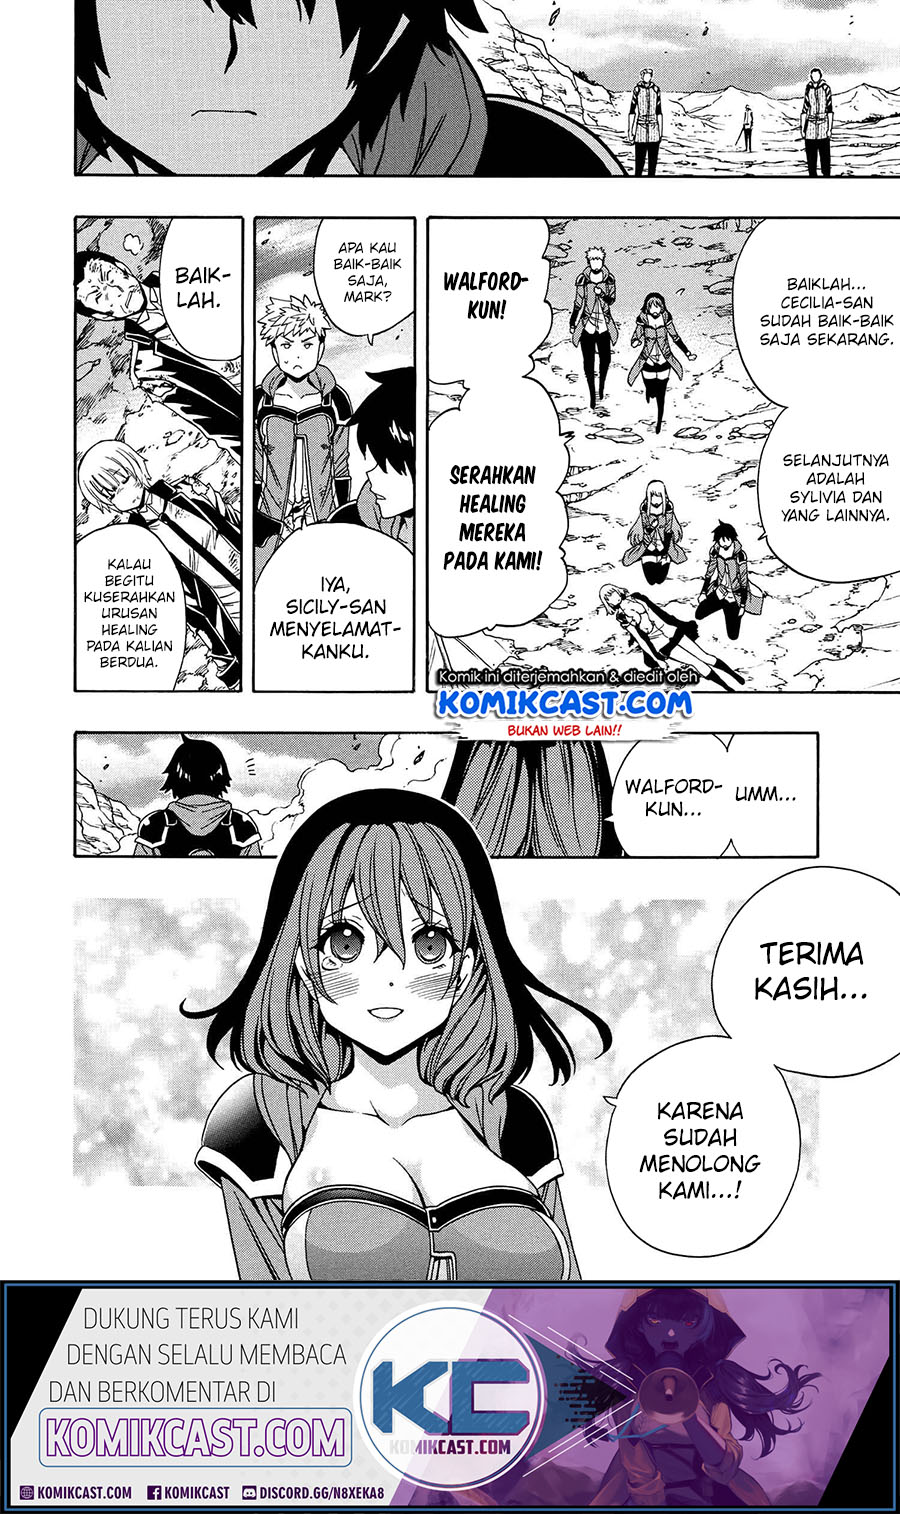 BAIKLAH...
CECILIA-SAN
SUDAH BAIK-BAIK
SAJA SEKARANG.
SELANJUTNYA
ADALAH
SYLIVIA DAN
YANG LAINNYA.
WALFORD-
KUN!
SERAHKAN
HEALING
MEREKA
PADA KAMI!
APA KAU
BAIK-BAIK
SAJA,
MARK?
IYA,
SICILY-SAN
MENYELAMAT-
KANKU.
BAIK-
LAH.
KALAU
BEGITU
KUSERAHKAN
URUSAN
HEALING
PADA KALIAN
BERDUA.
Komik ini diterjemahkan & diedit oleh
KOMIKCAST.COM
BUKAN WEB LAIN!!
UMM...
WALFORD-
KUN...
TERIMA
KASIH...
KARENA
SUDAH
MENOLONG
KAMI...!
DUKUNG TERUS KAMI
DENGAN SELALU MEMBACA
DAN BERKOMENTAR DI
KOMIKCAST.COM
KC
KOMIKCAST.COM
KOMIKCAST.COM KOMIKCAST DISCORD.GG/N8XEKA8